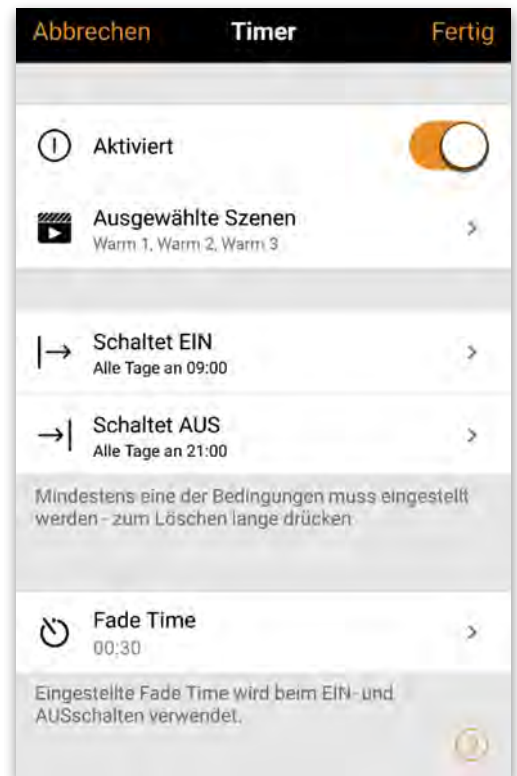 Abbrechen Timer Fertig
Aktiviert
Ausgewählte Szenen
Warm 1, Warm 2, Warm 3
Schaltet EIN
Alle Tage an 09:00
Schaltet AUS
Alle Tage an 21:00
Mindestens eine der Bedingungen muss eingestellt
werden - zum Löschen lange drücken
Fade Time
00:30
Eingestellte Fade Time wird beim EIN- und
AUSschalten verwendet.